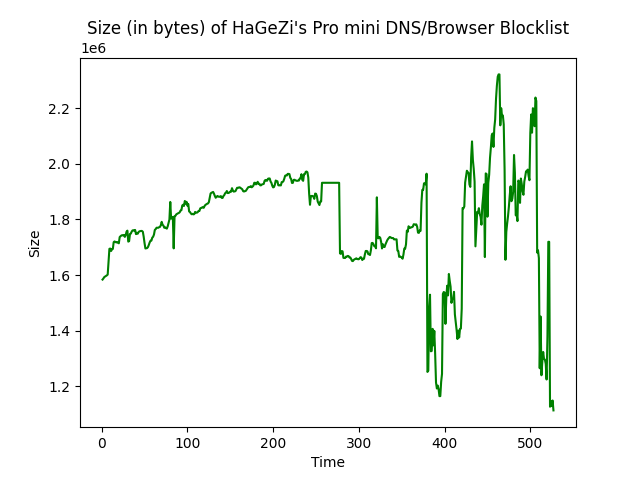 Size (in bytes) of HaGeZi's Pro mini DNS/Browser Blocklist
1e6
2.2
2.0
1.8
1.6
1.4
1.2
Size
0 100 200 300 400 500
Time